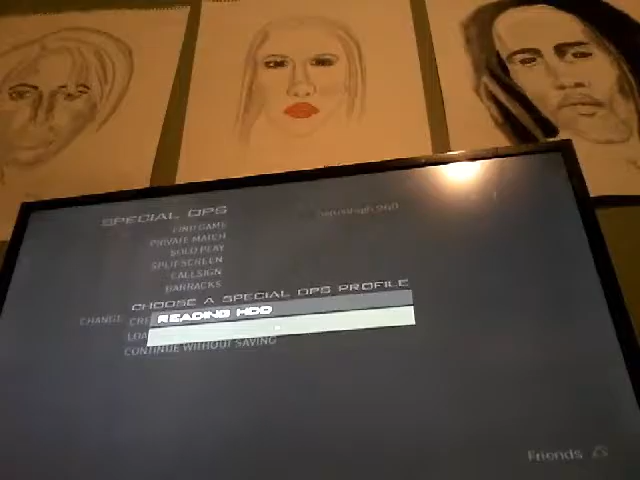 SPECIAL OPS
FIND GAME
PRIVATE MATCH
SOLO PLAY
SPLIT SCREEN
CALLSIGN
BARRACKS
CHOOSE A SPECIAL OPS PROFILE
CHANGE
READING HDD
CONTINUE WITHOUT SAVING
Friends